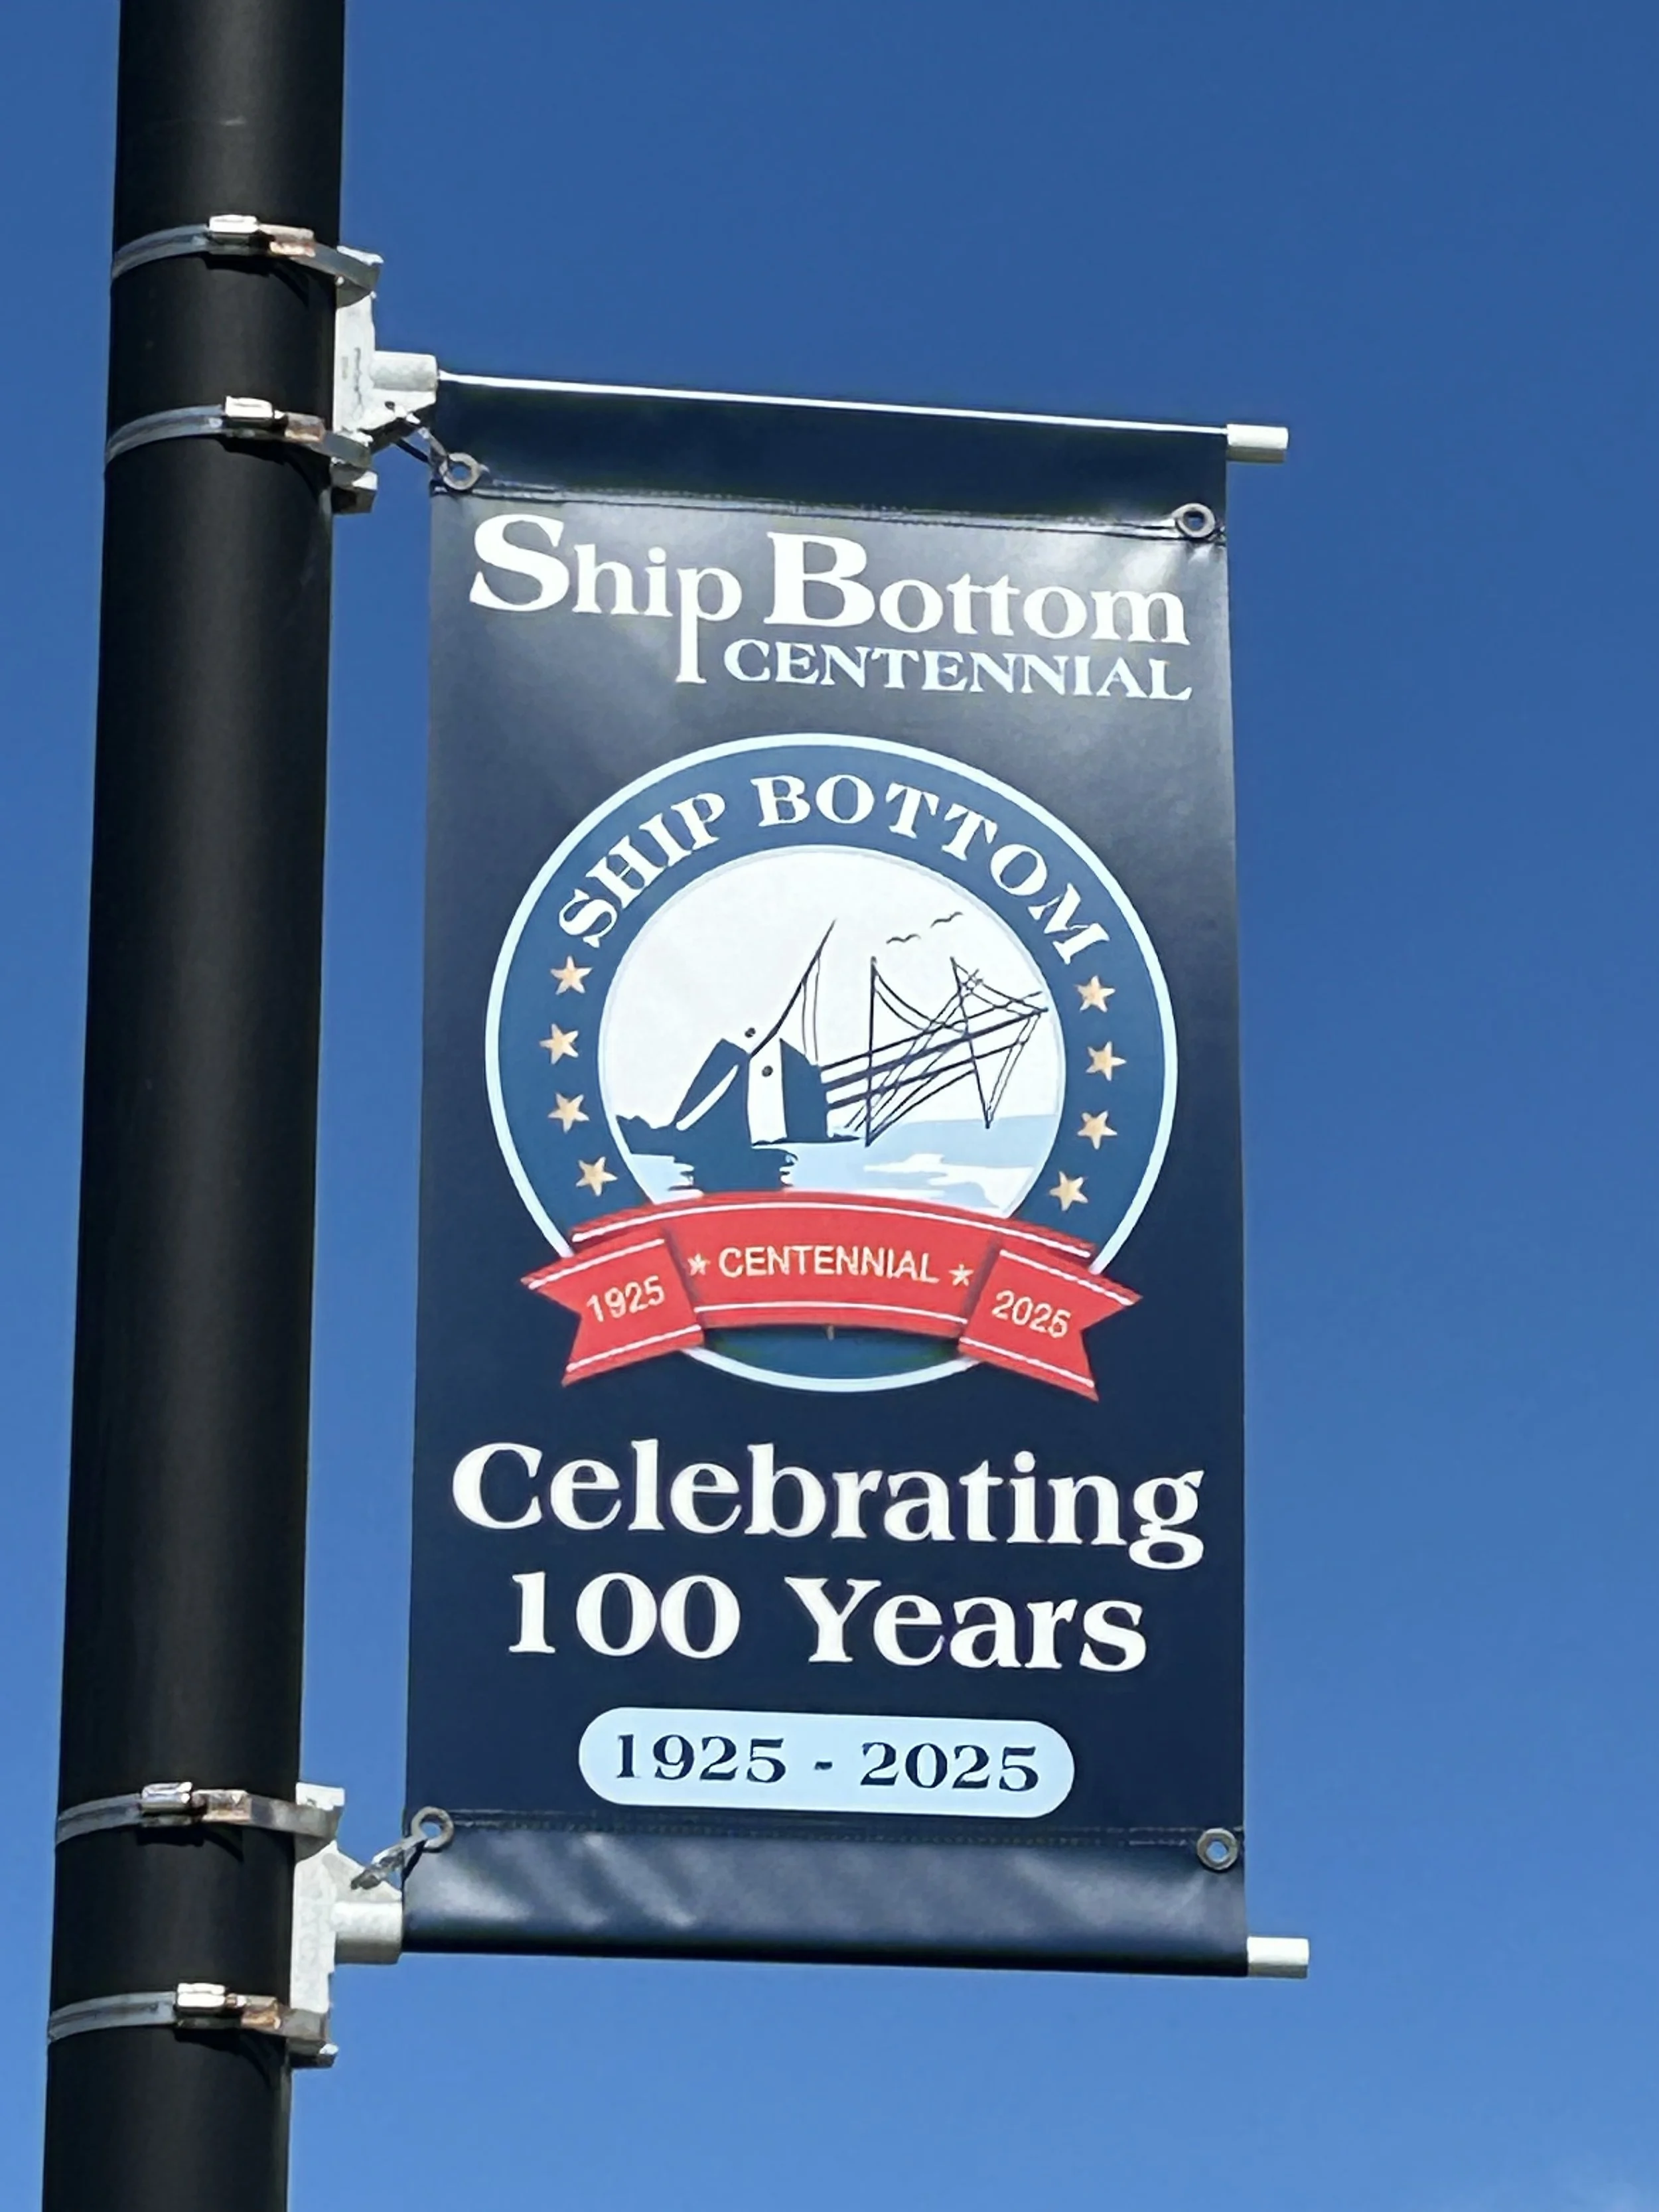 Ship Bottom
CENTENNIAL
SHIP BOTTOM
CENTENNIAL
1925
2025
Celebrating
100 Years
1925 - 2025